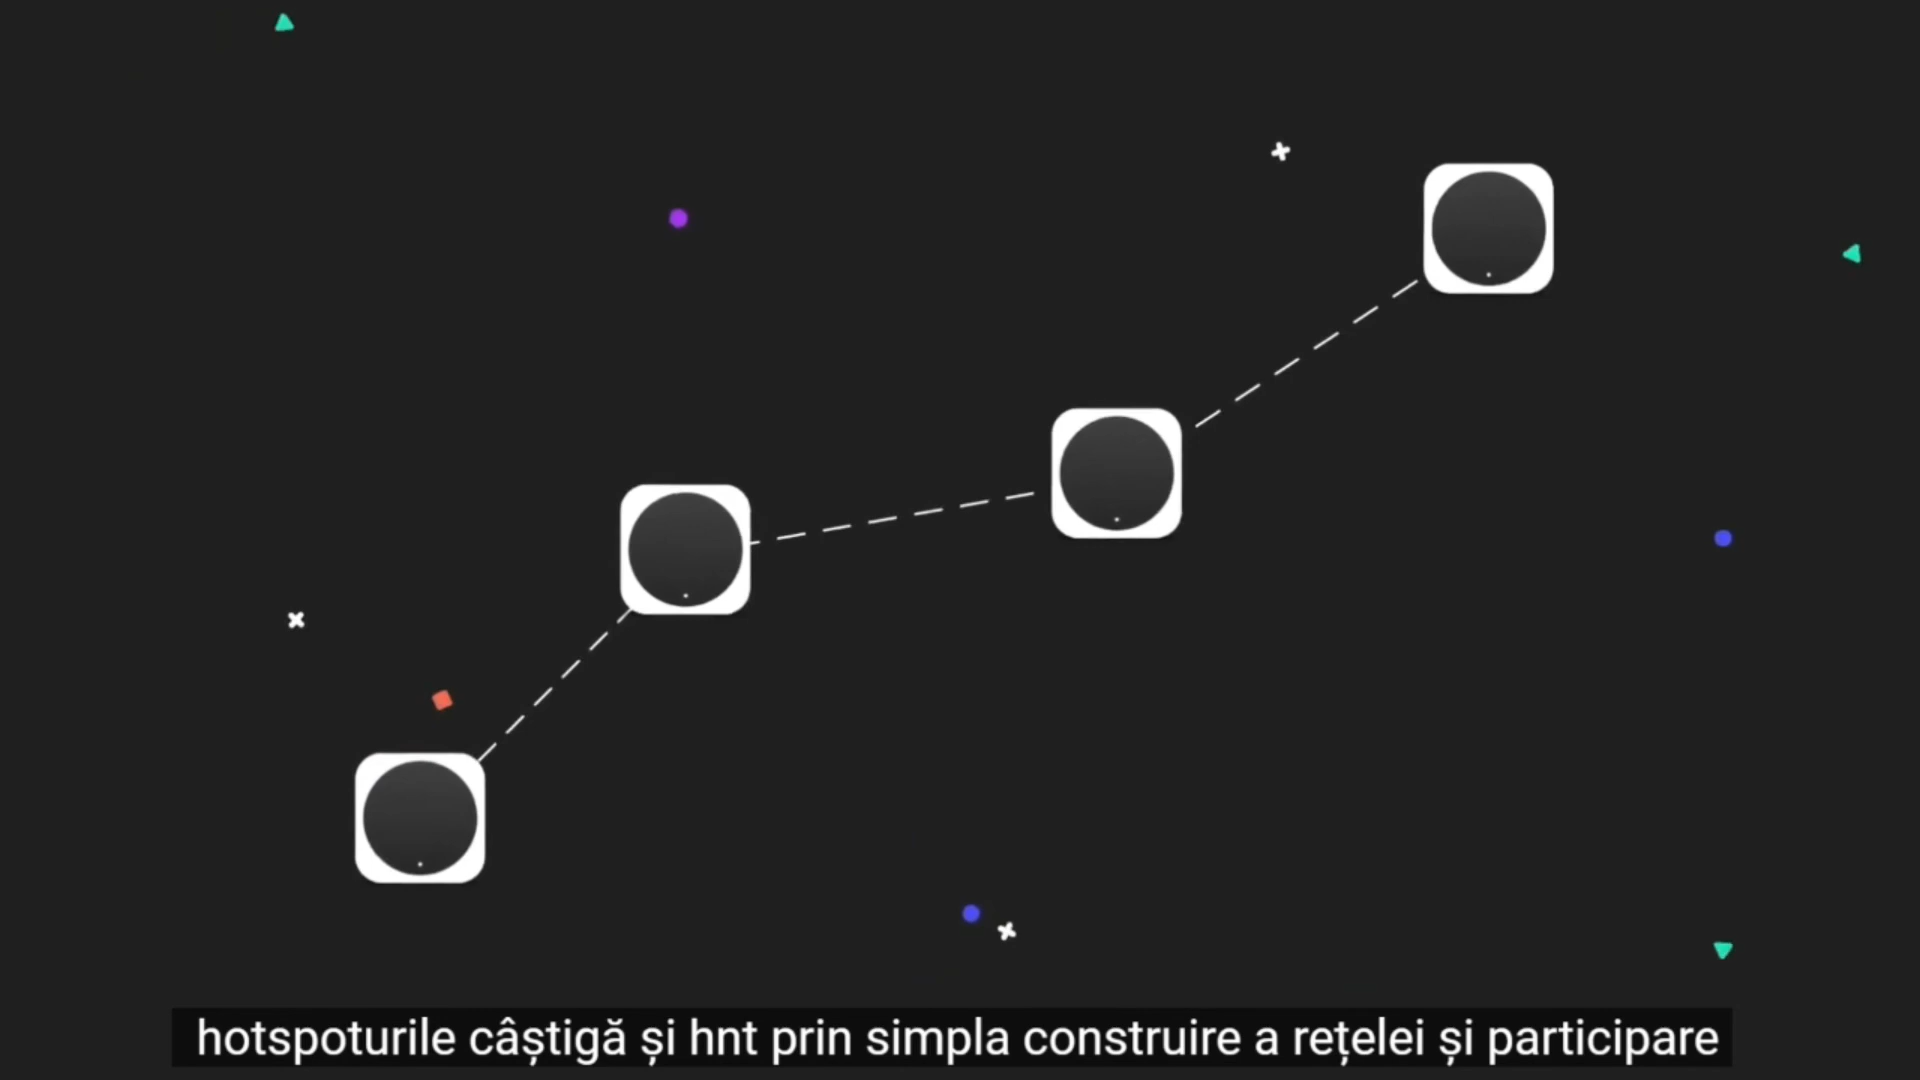 hotspoturile câștigă și hnt prin simpla construire a rețelei și participare